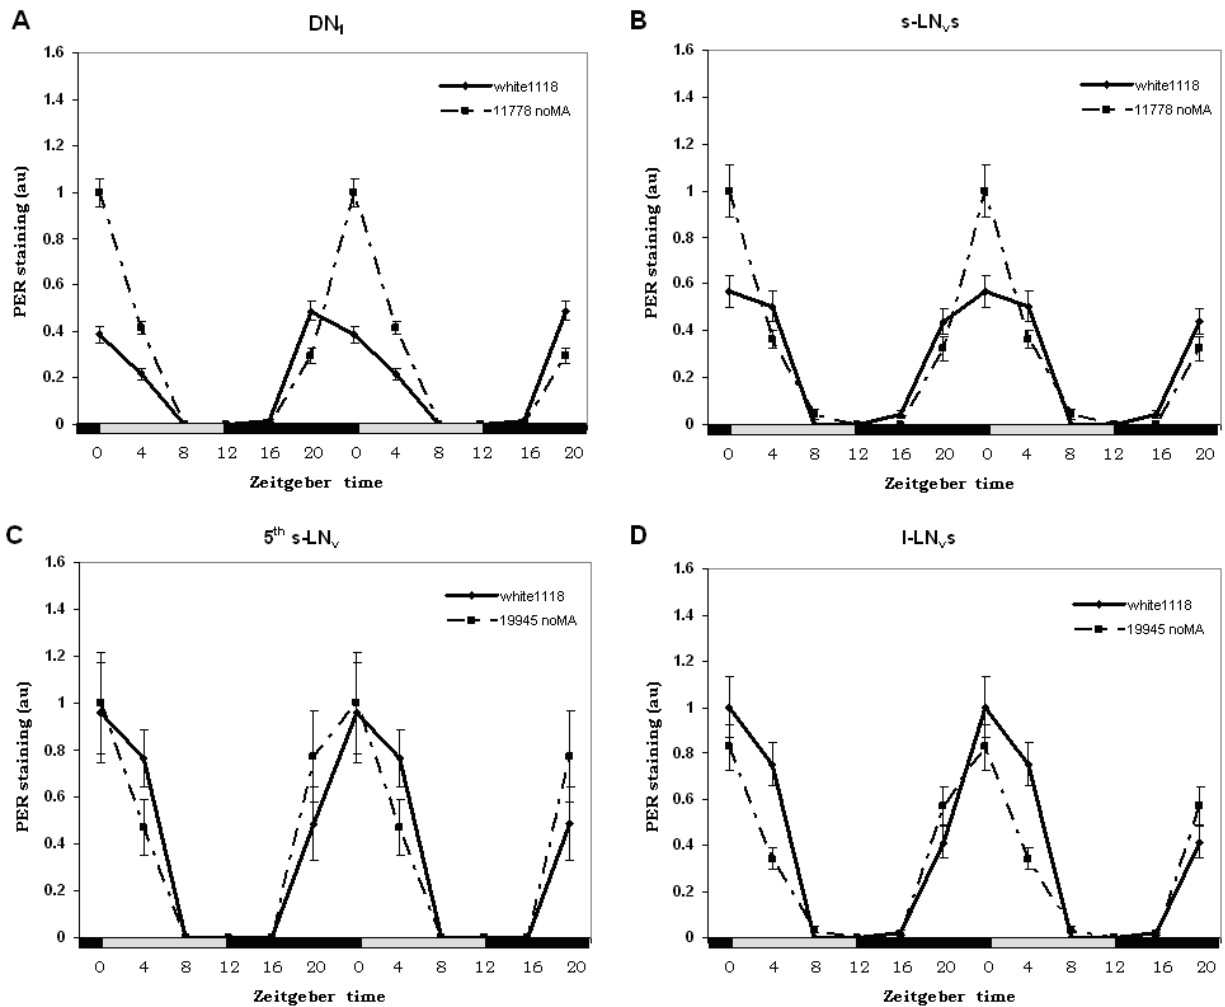 A
DN1
1.6
1.4
1.2
1
0.8
0.6
0.4
0.2
0
PER staining (au)
white1118
11778 noMA
0 4 8 12 16 20 0 4 8 12 16 20
Zeitgeber time
B
s-LNvs
1.6
1.4
1.2
1
0.8
0.6
0.4
0.2
0
PER staining (au)
white1118
11778 noMA
0 4 8 12 16 20 0 4 8 12 16 20
Zeitgeber time
C
5th s-LNv
1.6
1.4
1.2
1
0.8
0.6
0.4
0.2
0
PER staining (au)
white1118
19945 noMA
0 4 8 12 16 20 0 4 8 12 16 20
Zeitgeber time
D
l-LNvs
1.6
1.4
1.2
1
0.8
0.6
0.4
0.2
0
PER staining (au)
white1118
19945 noMA
0 4 8 12 16 20 0 4 8 12 16 20
Zeitgeber time